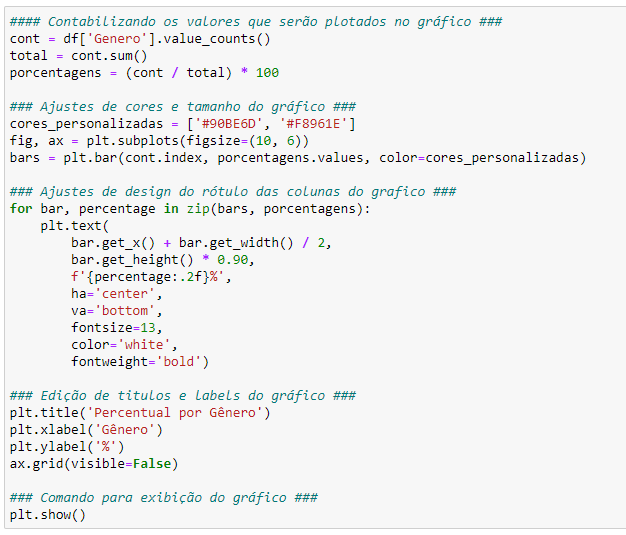 #### Contabilizando os valores que serão plotados no gráfico ###
cont = df['Genero'].value_counts()
total = cont.sum()
porcentagens = (cont / total) * 100

### Ajustes de cores e tamanho do gráfico ###
cores_personalizadas = ['#90BE6D', '#F8961E']
fig, ax = plt.subplots(figsize=(10, 6))
bars = plt.bar(cont.index, porcentagens.values, color=cores_personalizadas)

### Ajustes de design do rótulo das colunas do grafico ###
for bar, percentage in zip(bars, porcentagens):
    plt.text(
        bar.get_x() + bar.get_width() / 2,
        bar.get_height() * 0.90,
        f'{percentage:.2f}%',
        ha='center',
        va='bottom',
        fontsize=13,
        color='white',
        fontweight='bold')

### Edição de titulos e labels do gráfico ###
plt.title('Percentual por Gênero')
plt.xlabel('Gênero')
plt.ylabel('%')
ax.grid(visible=False)

### Comando para exibição do gráfico ###
plt.show()